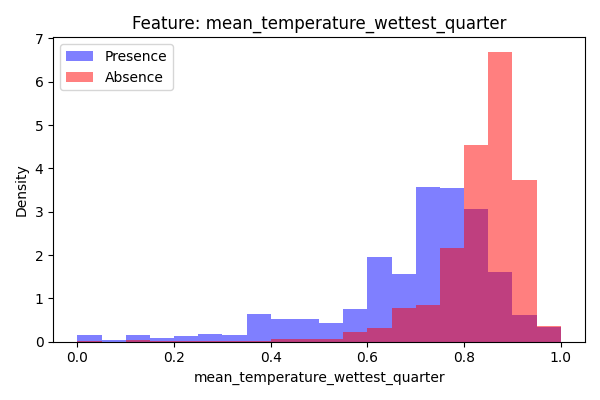 Feature: mean_temperature_wettest_quarter
Presence
Absence
Density
7
6
5
4
3
2
1
0
0.0 0.2 0.4 0.6 0.8 1.0
mean_temperature_wettest_quarter